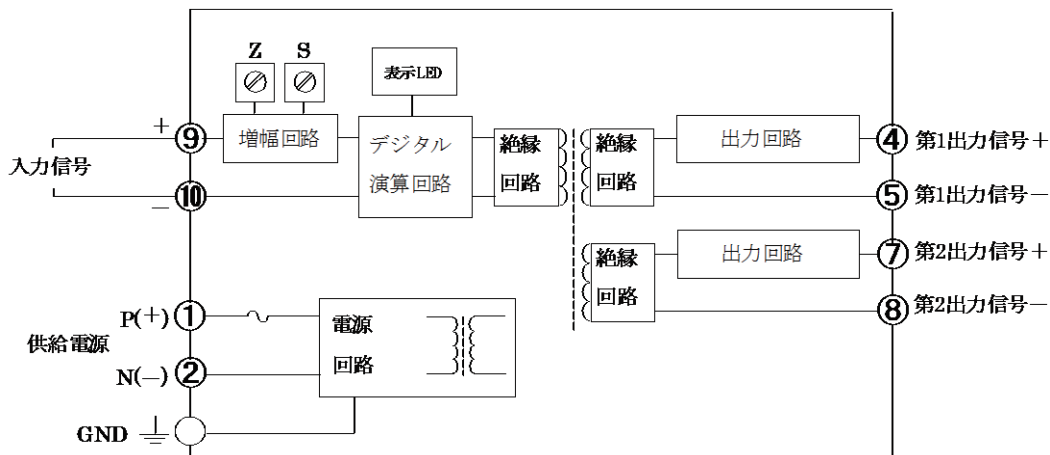 Z
S
表示LED
+
⑨
増幅回路
デジタル
演算回路
絶縁
回路
絶縁
回路
出力回路
④
第1出力信号+
入力信号
−
⑩
⑤
第1出力信号−
絶縁
回路
出力回路
⑦
第2出力信号+
⑧
第2出力信号−
P(+)
①
供給電源
N(−)
②
電源
回路
GND